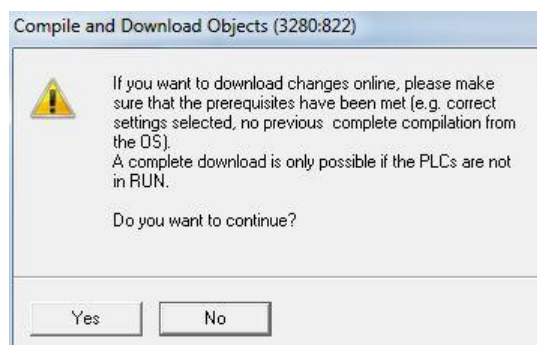 Compile and Download Objects (3280:822)
If you want to download changes online, please make
sure that the prerequisites have been met (e.g. correct
settings selected, no previous  complete compilation from
the OS).
A complete download is only possible if the PLCs are not
in RUN.
Do you want to continue?
Yes
No